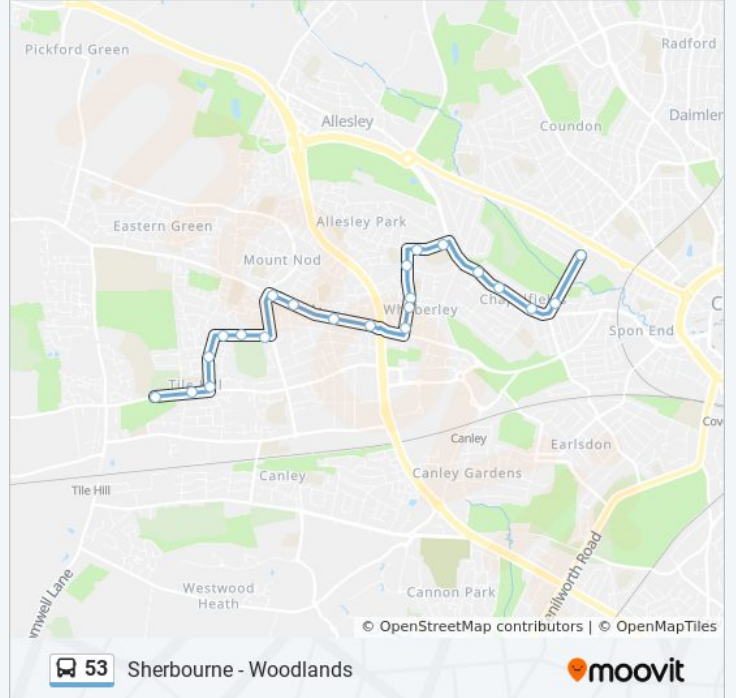 Pickford Green
Radford
Allesley
Coundon
Daimler
Allesley Park
Eastern Green
Mount Nod
Spon End
Canley
Earlsdon
Canley
Canley Gardens
Tile Hill
Westwood
Heath
Cannon Park
© OpenStreetMap contributors | © OpenMapTiles
53 Sherbourne - Woodlands
moovit